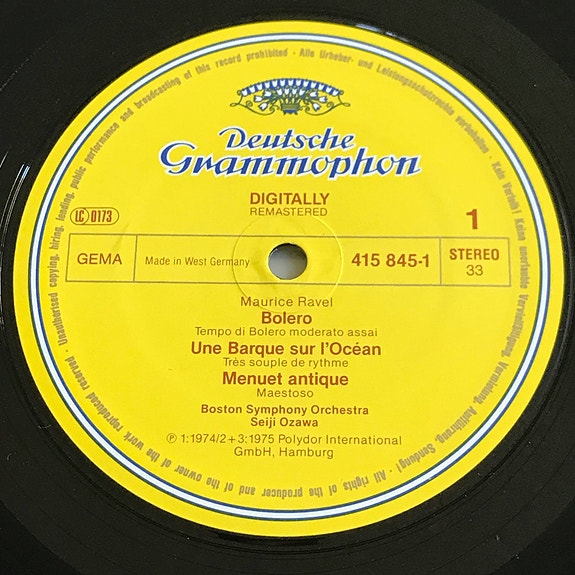 Deutsche
Grammophon
DIGITALLY
REMASTERED
LC 0173
1
GEMA
Made in West Germany
415 845-1
STEREO
33
Maurice Ravel
Bolero
Tempo di Bolero moderato assai
Une Barque sur l'Océan
Très souple de rythme
Menuet antique
Maestoso
Boston Symphony Orchestra
Seiji Ozawa
℗ 1:1974/2+3:1975 Polydor International
GmbH, Hamburg
Alle Urheber- und Leistungsschutzrechte vorbehalten · Kein Verleih! Keine unerlaubte Vervielfältigung, Vermietung, Aufführung, Sendung! · All rights of the producer and of the owner of the work reproduced reserved · Unauthorised copying, hiring, lending, public performance and broadcasting of this record prohibited ·